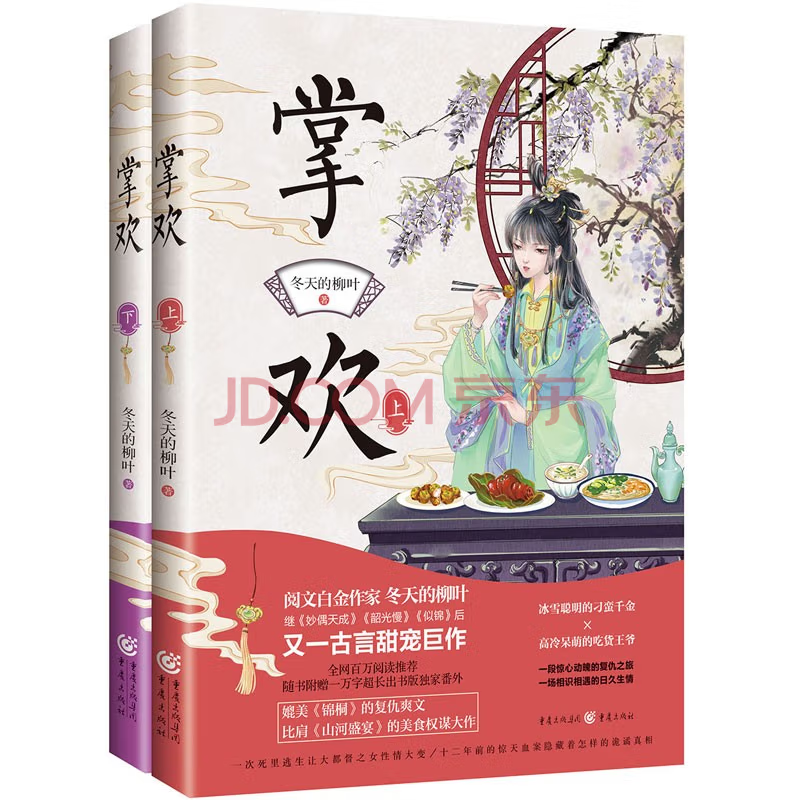 掌欢
下
冬天的柳叶 著
重庆出版集团 重庆出版社
掌欢
上
冬天的柳叶 著
重庆出版集团 重庆出版社
掌
冬天的柳叶
著
欢
上
JD.COM 京东
阅文白金作家 冬天的柳叶
继《妙偶天成》《韶光慢》《似锦》后
又一古言甜宠巨作
全网百万阅读推荐
随书附赠一万字超长出书版独家番外
媲美《锦桐》的复仇爽文
比肩《山河盛宴》的美食权谋大作
冰雪聪明的刁蛮千金
×
高冷呆萌的吃货王爷
一段惊心动魄的复仇之旅
一场相识相遇的日久生情
重庆出版集团 重庆出版社
一次死里逃生让大都督之女性情大变/十二年前的惊天血案隐藏着怎样的诡谲真相